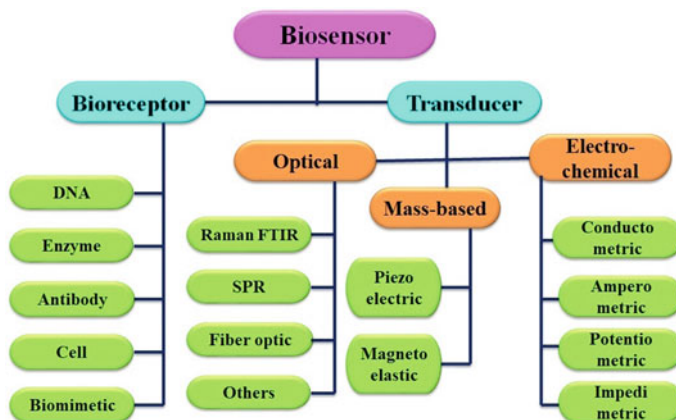 Biosensor
Bioreceptor
Transducer
Optical
Electro-
chemical
Mass-based
DNA
Enzyme
Antibody
Cell
Biomimetic
Raman FTIR
SPR
Fiber optic
Others
Piezo
electric
Magneto
elastic
Conducto
metric
Ampero
metric
Potentio
metric
Impedi
metric